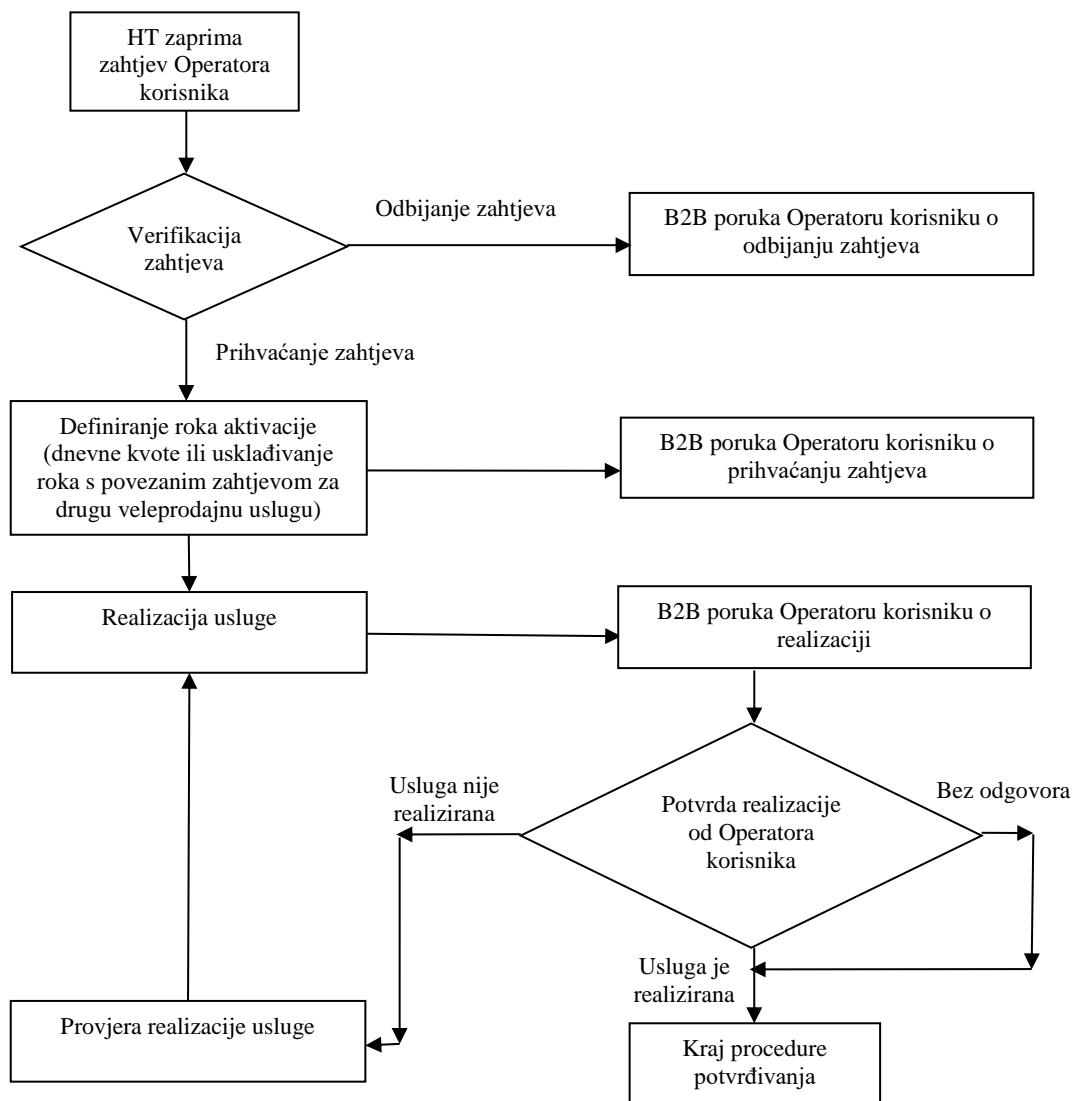 HT zaprima
zahtjev Operatora
korisnika
Odbijanje zahtjeva
B2B poruka Operatoru korisniku o
odbijanju zahtjeva
Verifikacija
zahtjeva
Prihvaćanje zahtjeva
Definiranje roka aktivacije
(dnevne kvote ili usklađivanje
roka s povezanim zahtjevom za
drugu veleprodajnu uslugu)
B2B poruka Operatoru korisniku o
prihvaćanju zahtjeva
Realizacija usluge
B2B poruka Operatoru korisniku o
realizaciji
Usluga nije
realizirana
Potvrda realizacije
od Operatora
korisnika
Bez odgovora
Usluga je
realizirana
Provjera realizacije usluge
Kraj procedure
potvrđivanja